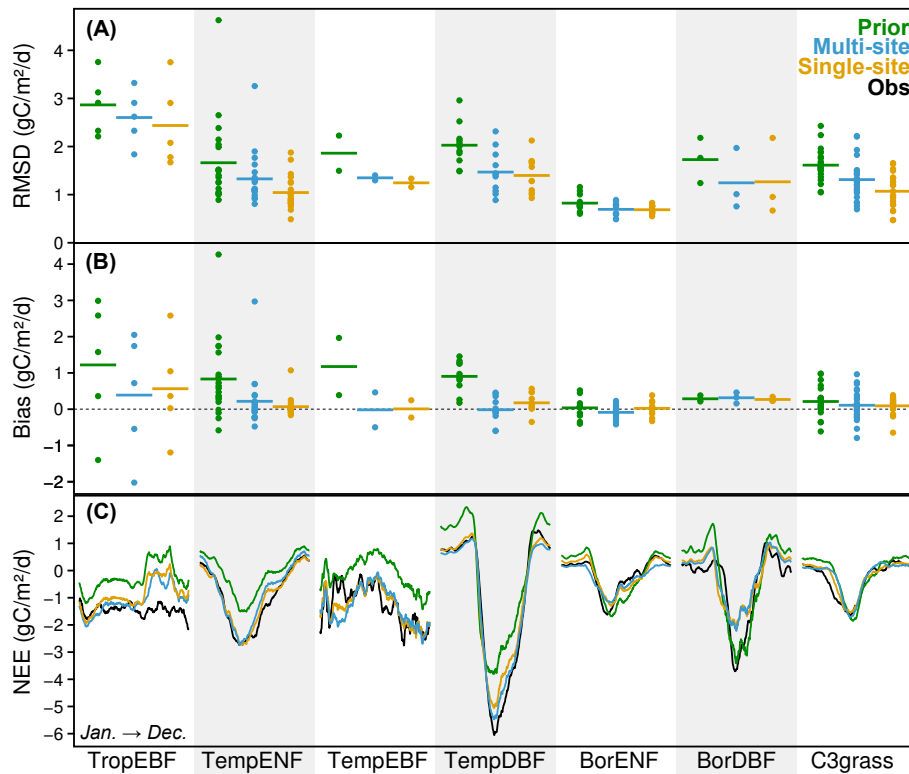 (A)
Prior
Multi-site
Single-site
Obs
RMSD (gC/m²/d)
4
3
2
1
0
(B)
Bias (gC/m²/d)
4
3
2
1
0
−1
−2
(C)
NEE (gC/m²/d)
2
1
0
−1
−2
−3
−4
−5
−6
Jan. → Dec.
TropEBF TempENF TempEBF TempDBF BorENF BorDBF C3grass